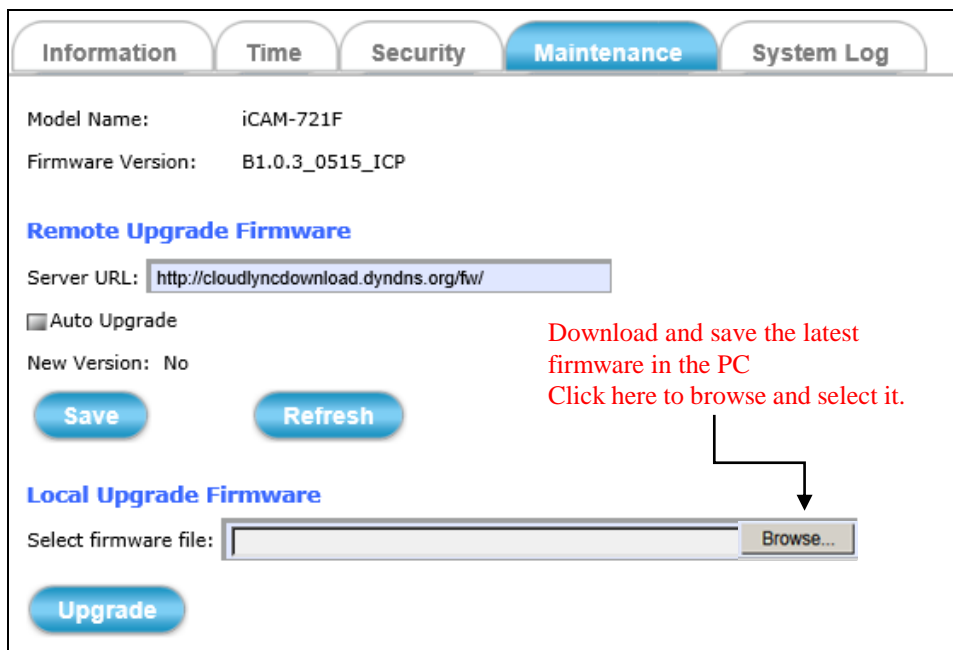 Information Time Security Maintenance System Log
Model Name: iCAM-721F
Firmware Version: B1.0.3_0515_ICP
Remote Upgrade Firmware
Server URL: http://cloudlyncdownload.dyndns.org/fw/
Auto Upgrade
New Version: No
Save Refresh
Download and save the latest
firmware in the PC
Click here to browse and select it.
Local Upgrade Firmware
Select firmware file: Browse...
Upgrade